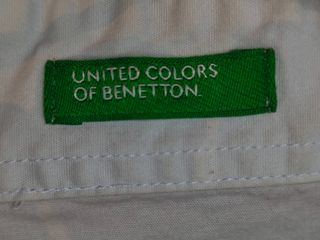 UNITED COLORS
OF BENETTON.